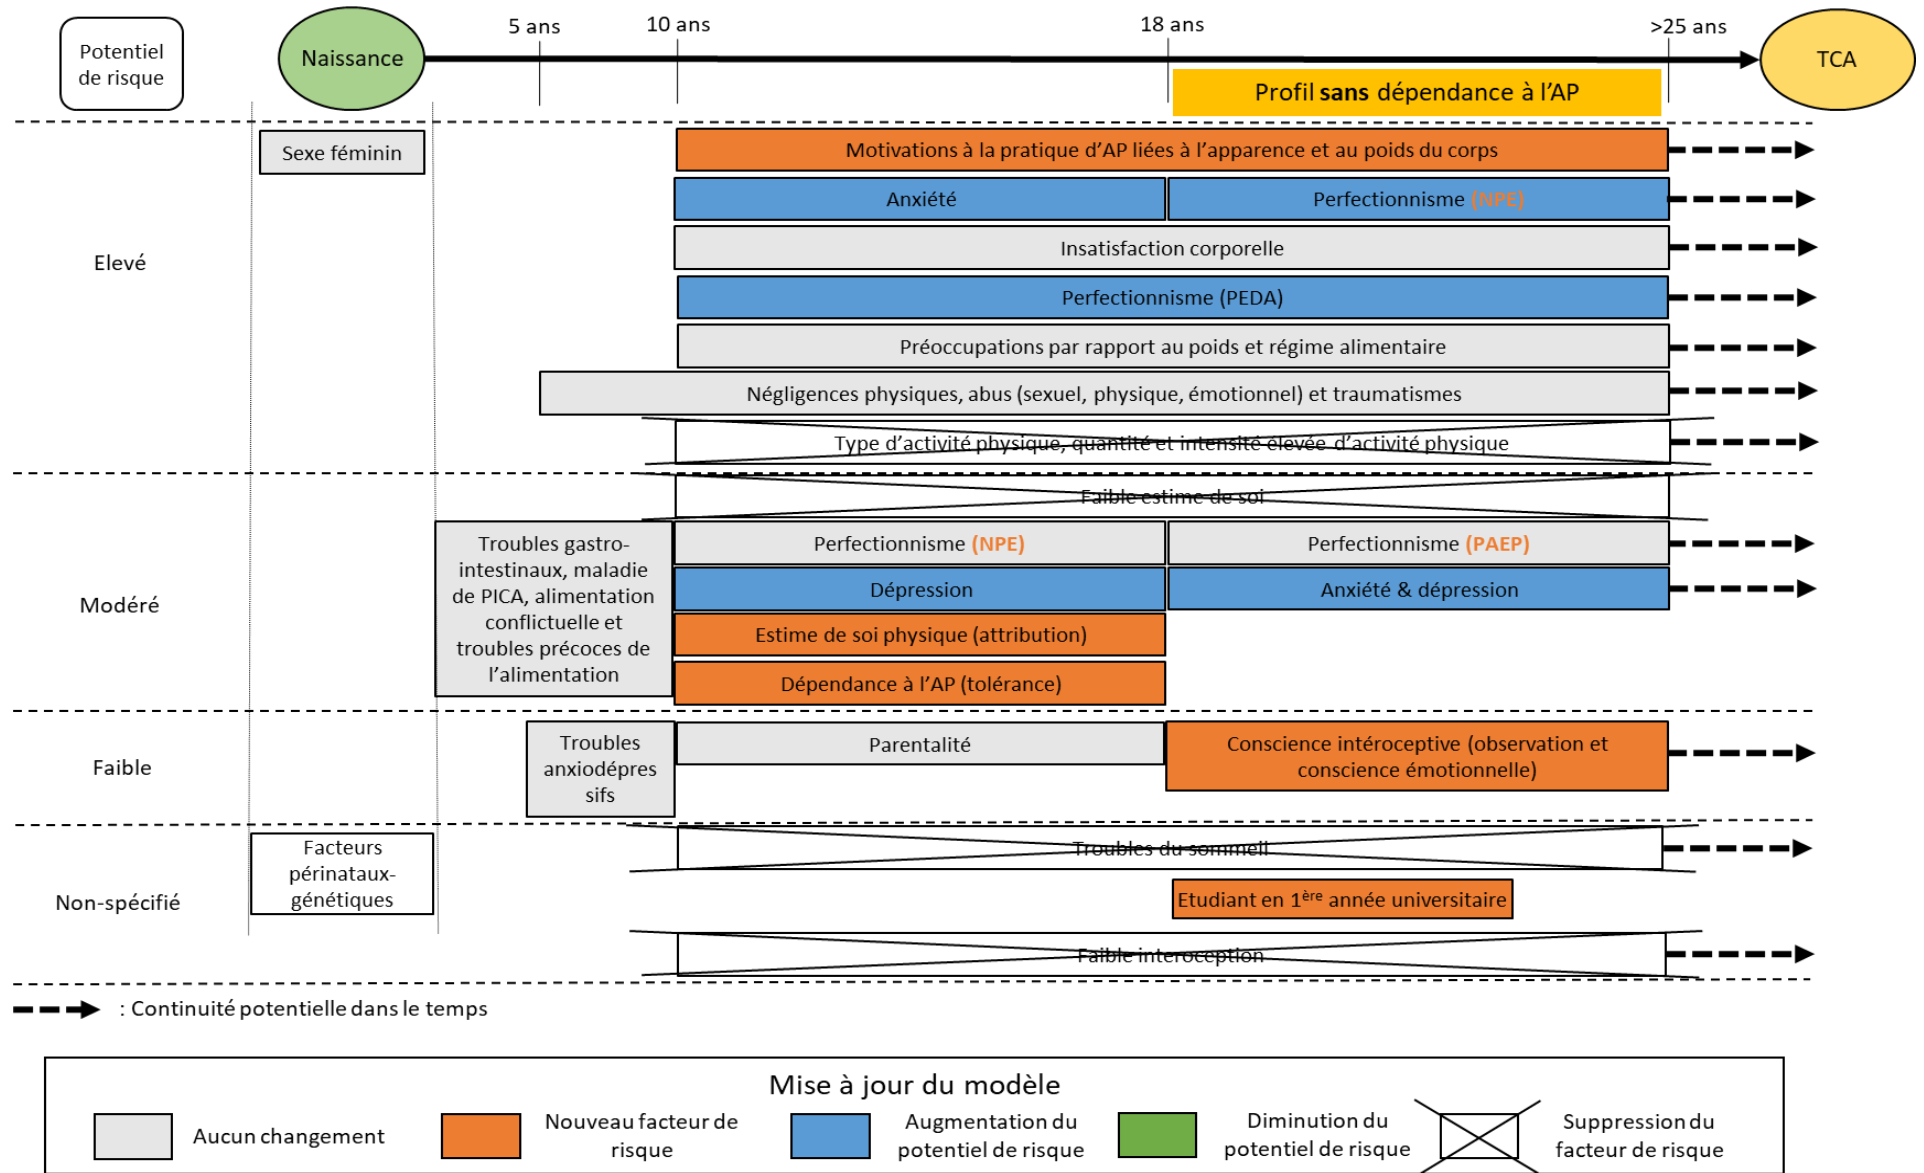 Potentiel
de risque
Naissance
5 ans
10 ans
18 ans
>25 ans
TCA
Profil sans dépendance à l'AP
Elevé
Sexe féminin
Motivations à la pratique d'AP liées à l'apparence et au poids du corps
Anxiété
Perfectionnisme (NPE)
Insatisfaction corporelle
Perfectionnisme (PEDA)
Préoccupations par rapport au poids et régime alimentaire
Négligences physiques, abus (sexuel, physique, émotionnel) et traumatismes
Type d'activité physique, quantité et intensité élevée d'activité physique
Modéré
Faible estime de soi
Troubles gastro-
intestinaux, maladie
de PICA, alimentation
conflictuelle et
troubles précoces de
l'alimentation
Perfectionnisme (NPE)
Perfectionnisme (PAEP)
Dépression
Anxiété & dépression
Estime de soi physique (attribution)
Dépendance à l'AP (tolérance)
Faible
Troubles
anxiodépres
sifs
Parentalité
Conscience intéroceptive (observation et
conscience émotionnelle)
Non-spécifié
Facteurs
périnataux-
génétiques
Troubles du sommeil
Etudiant en 1ère année universitaire
Faible interoception
: Continuité potentielle dans le temps
Mise à jour du modèle
Aucun changement
Nouveau facteur de
risque
Augmentation du
potentiel de risque
Diminution du
potentiel de risque
Suppression du
facteur de risque